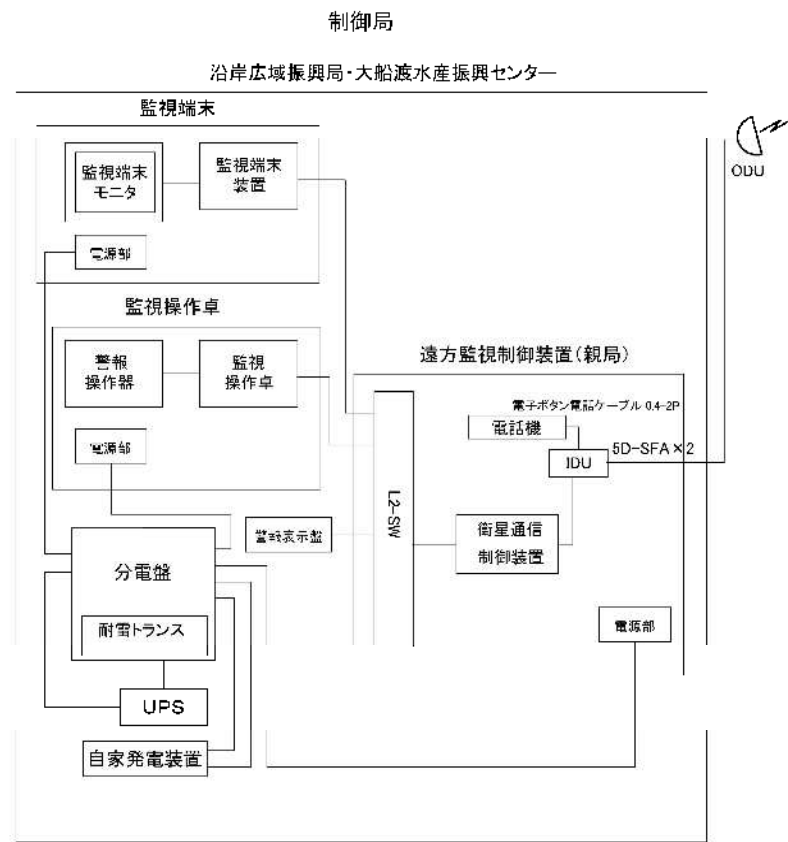 制御局
沿岸広域振興局・大船渡水産振興センター
監視端末
監視端末
モニタ
監視端末
装置
ODU
電源部
監視操作卓
警報
操作器
監視
操作卓
遠方監視制御装置(親局)
電子ボタン電話ケーブル 0.4-2P
電話機
5D-SFA×2
IDU
電源部
L2-SW
警報表示盤
衛星通信
制御装置
分電盤
耐雷トランス
電源部
UPS
自家発電装置